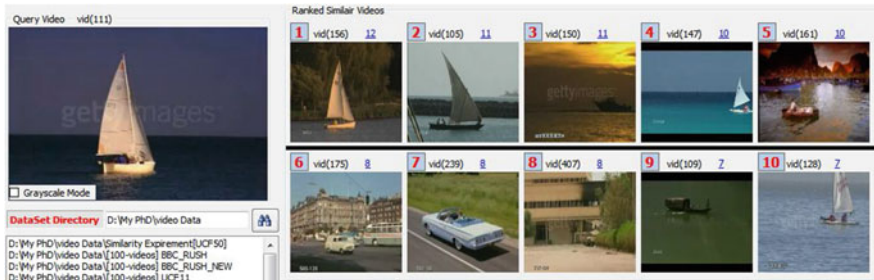 Query Video vid(111)
gettyimages
Grayscale Mode
DataSet Directory D:\My PhD\video Data
D:\My PhD\video Data\Similarity Expirement[UCF50]
D:\My PhD\video Data\[100-videos] BBC_RUSH
D:\My PhD\video Data\[100-videos] BBC_RUSH_NEW
D:\My PhD\video Data\[100-videos] UCF11
Ranked Similair Videos
1 vid(156) 12
2 vid(105) 11
3 vid(150) 11
4 vid(147) 10
5 vid(161) 10
gettyimages
6 vid(175) 8
7 vid(239) 8
8 vid(407) 8
9 vid(109) 7
10 vid(128) 7